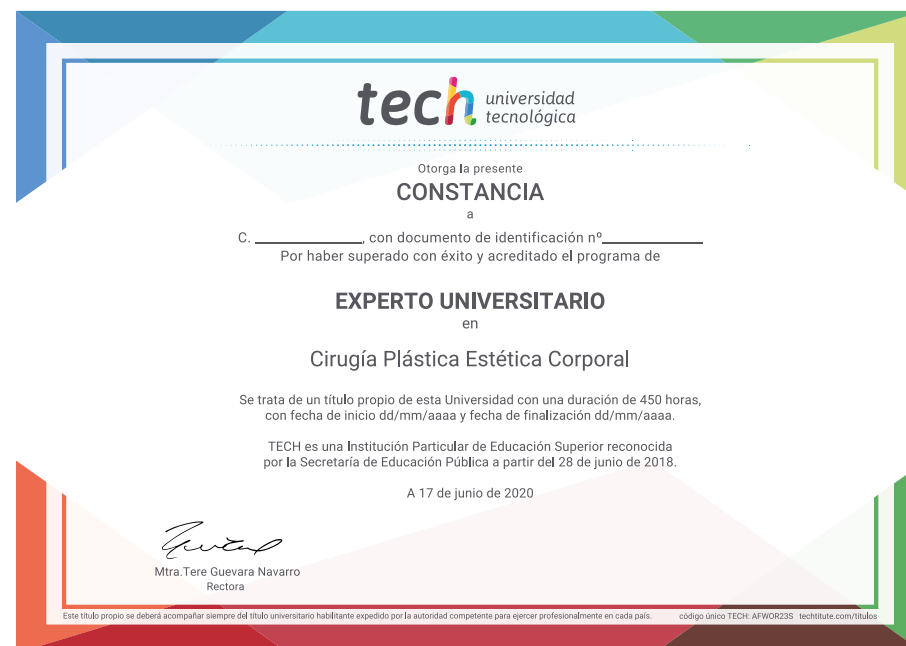 tech universidad
tecnológica
Otorga la presente
CONSTANCIA
a
C. ______________, con documento de identificación nº_____________
Por haber superado con éxito y acreditado el programa de
EXPERTO UNIVERSITARIO
en
Cirugía Plástica Estética Corporal
Se trata de un título propio de esta Universidad con una duración de 450 horas,
con fecha de inicio dd/mm/aaaa y fecha de finalización dd/mm/aaaa.
TECH es una Institución Particular de Educación Superior reconocida
por la Secretaría de Educación Pública a partir del 28 de junio de 2018.
A 17 de junio de 2020
Mtra.Tere Guevara Navarro
Rectora
Este título propio se deberá acompañar siempre del título universitario habilitante expedido por la autoridad competente para ejercer profesionalmente en cada país. código único TECH: AFWOR23S techtitute.com/titulos